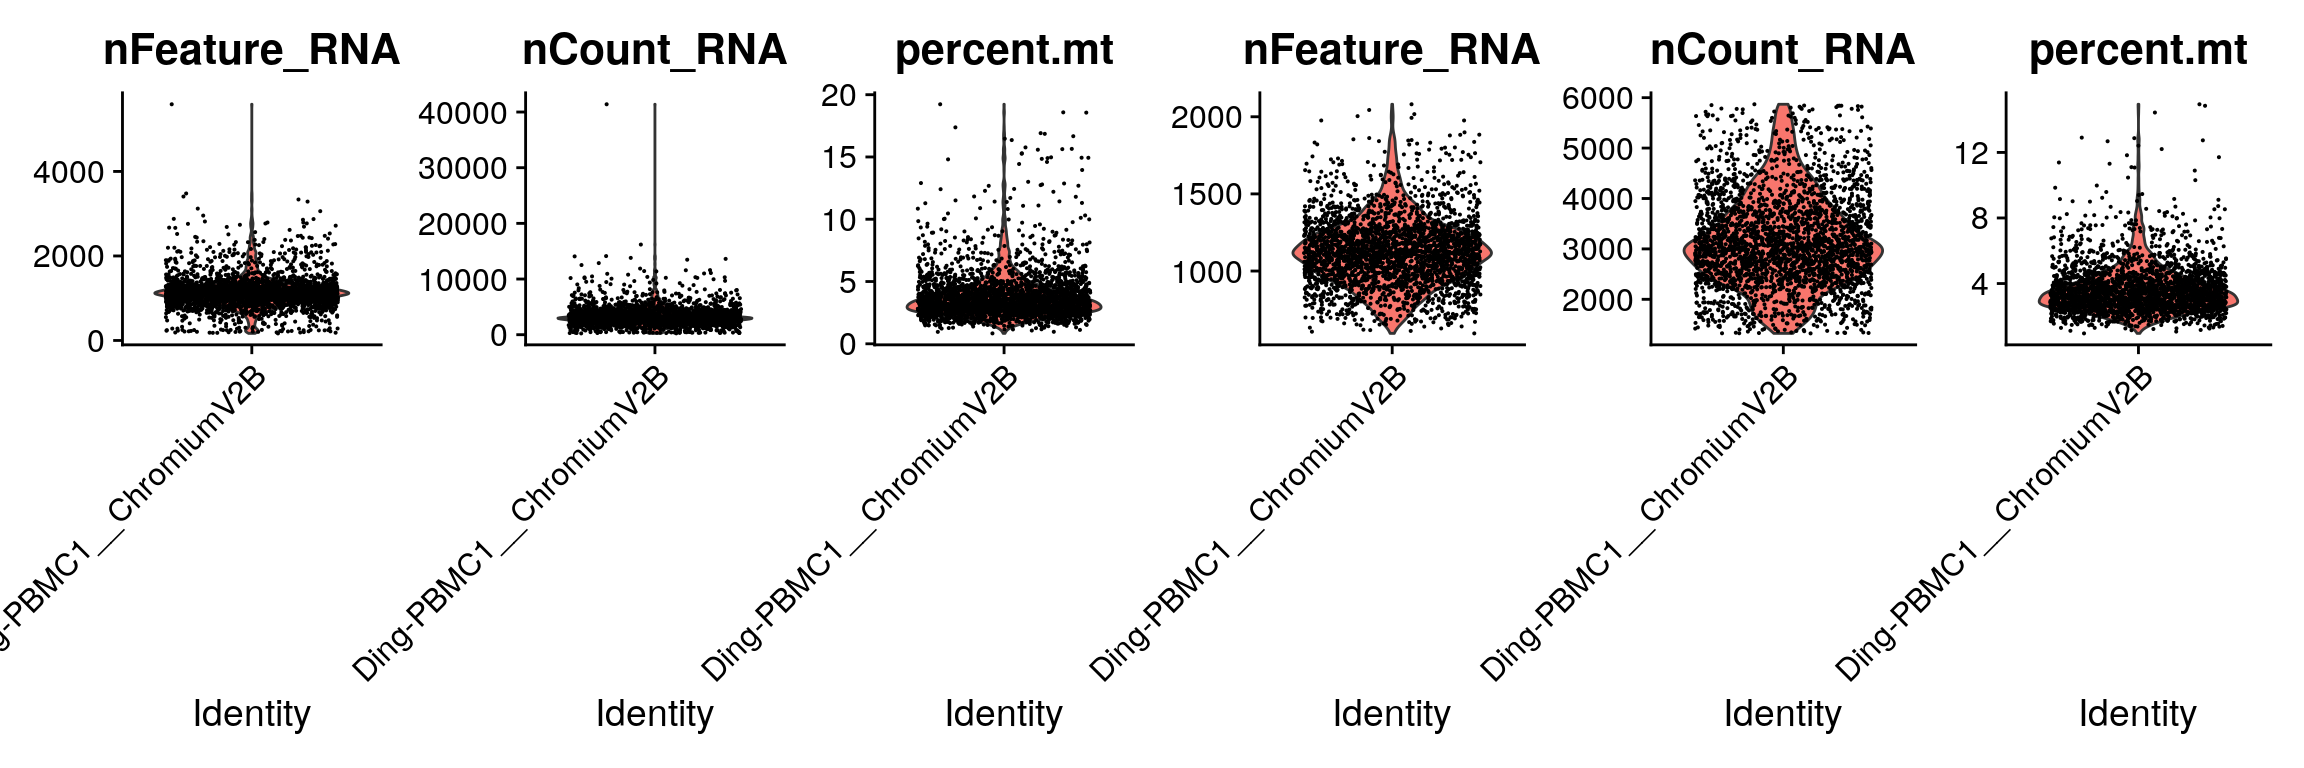 nFeature_RNA
4000
2000
0
g-PBMC1__ChromiumV2B
Identity
nCount_RNA
40000
30000
20000
10000
0
Ding-PBMC1__ChromiumV2B
Identity
percent.mt
20
15
10
5
0
Ding-PBMC1__ChromiumV2B
Identity
nFeature_RNA
2000
1500
1000
Ding-PBMC1__ChromiumV2B
Identity
nCount_RNA
6000
5000
4000
3000
2000
Ding-PBMC1__ChromiumV2B
Identity
percent.mt
12
8
4
Ding-PBMC1__ChromiumV2B
Identity